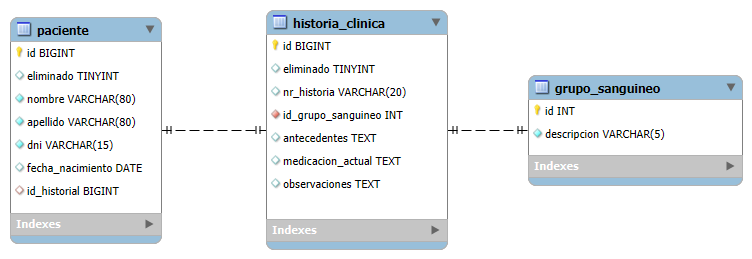 paciente
id BIGINT
eliminado TINYINT
nombre VARCHAR(80)
apellido VARCHAR(80)
dni VARCHAR(15)
fecha_nacimiento DATE
id_historial BIGINT
Indexes
historia_clinica
id BIGINT
eliminado TINYINT
nr_historia VARCHAR(20)
id_grupo_sanguineo INT
antecedentes TEXT
medicacion_actual TEXT
observaciones TEXT
Indexes
grupo_sanguineo
id INT
descripcion VARCHAR(5)
Indexes